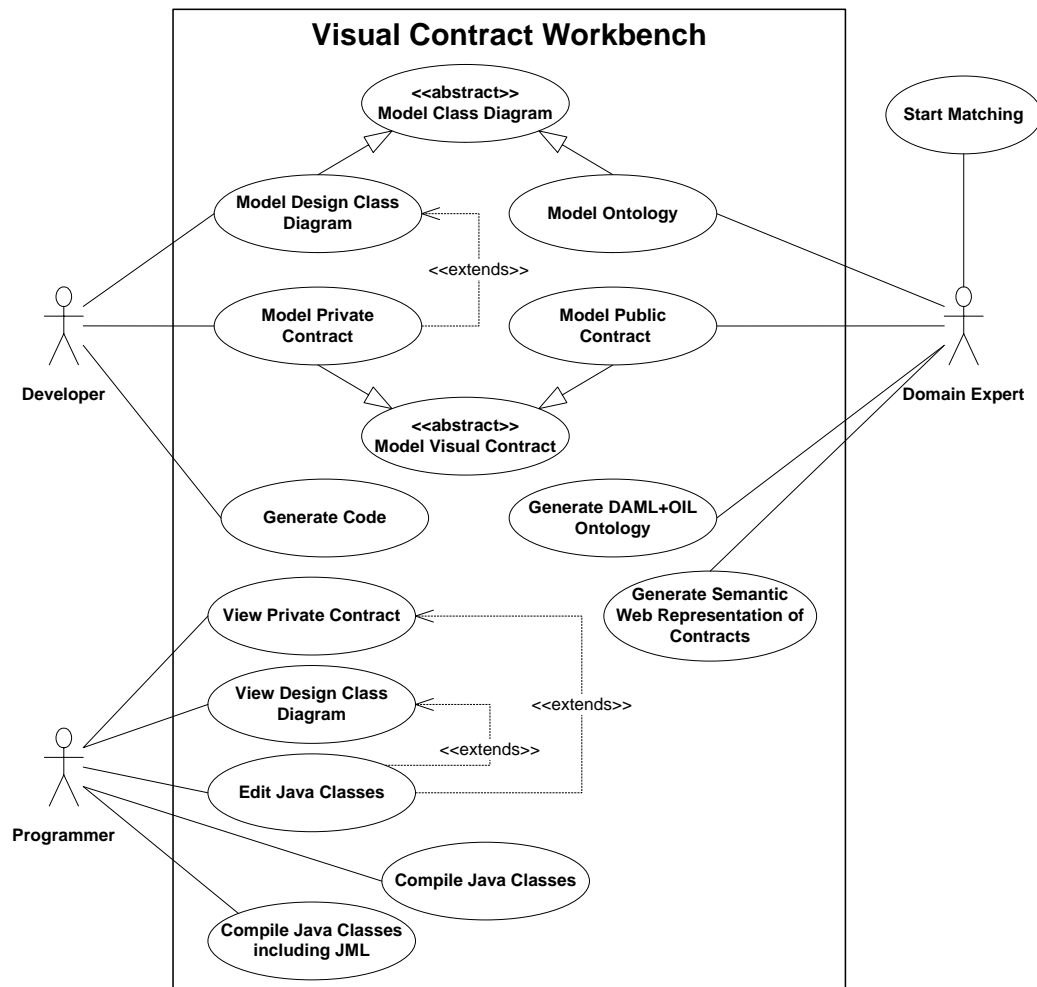 Visual Contract Workbench
<<abstract>>
Model Class Diagram
Start Matching
Model Design Class
Diagram
Model Ontology
<<extends>>
Model Private
Contract
Model Public
Contract
Developer
Domain Expert
<<abstract>>
Model Visual Contract
Generate Code
Generate DAML+OIL
Ontology
Generate Semantic
Web Representation of
Contracts
View Private Contract
View Design Class
Diagram
<<extends>>
<<extends>>
Edit Java Classes
Programmer
Compile Java Classes
Compile Java Classes
including JML